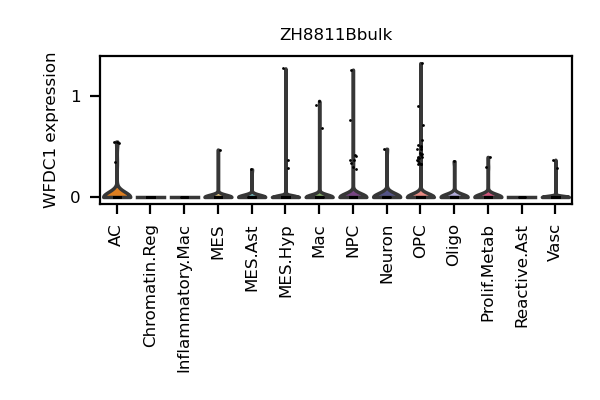 ZH8811Bbulk
WFDC1 expression
1
0
AC
Chromatin.Reg
Inflammatory.Mac
MES
MES.Ast
MES.Hyp
Mac
NPC
Neuron
OPC
Oligo
Prolif.Metab
Reactive.Ast
Vasc